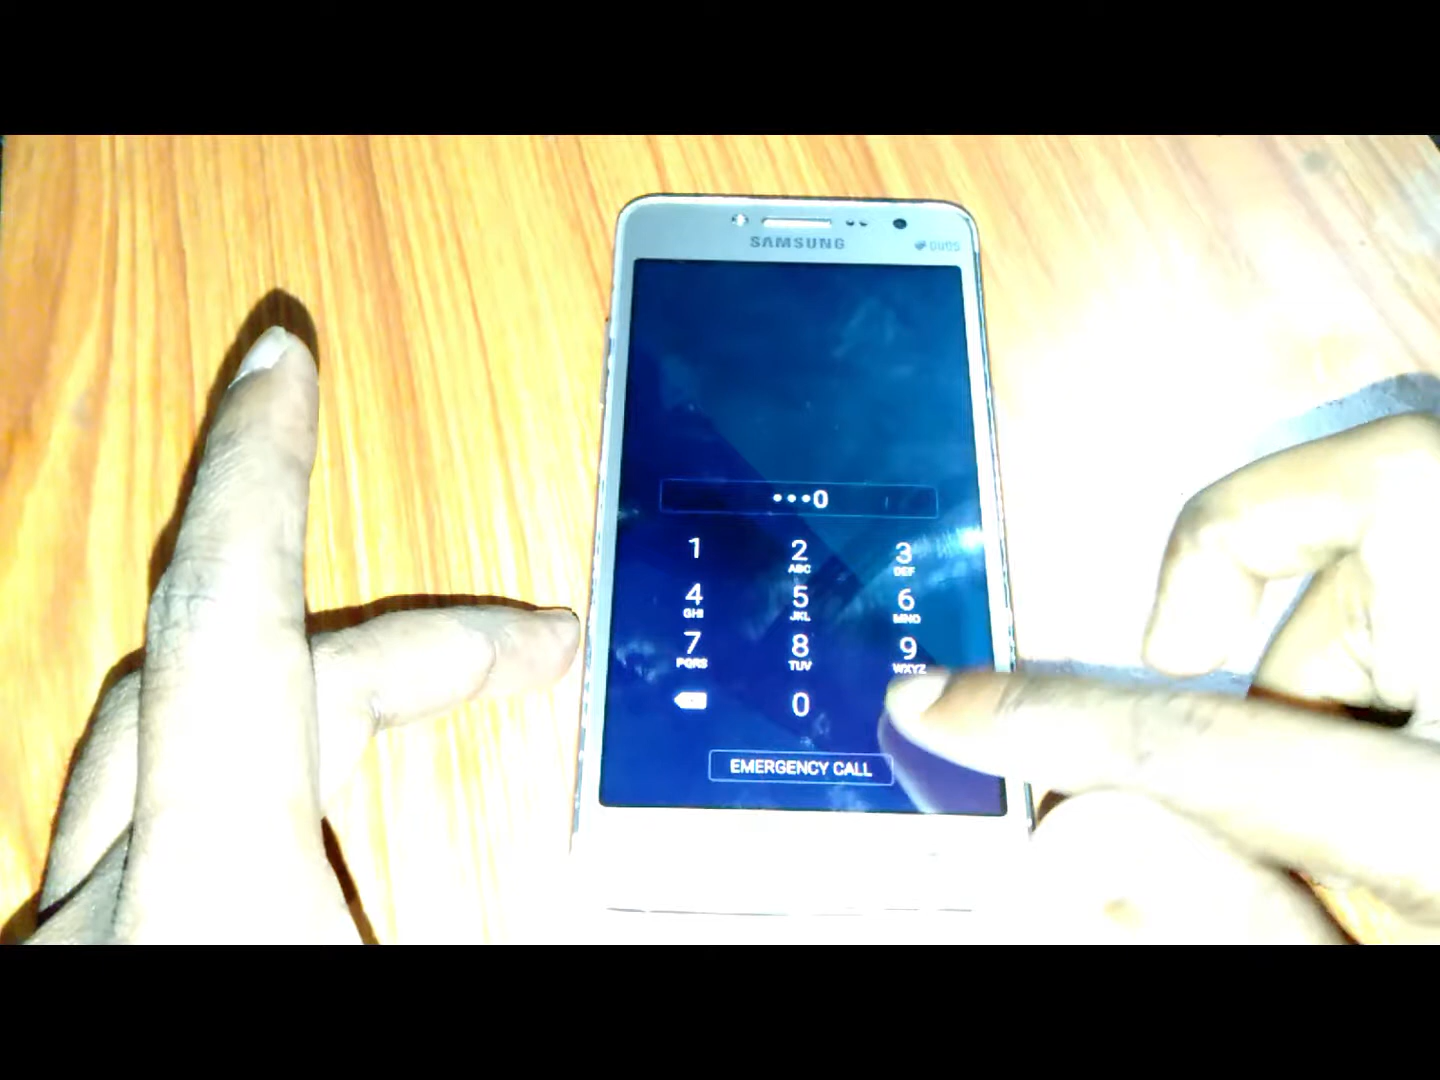 SAMSUNG
DUOS
•••0
1 2 3
ABC DEF
4 5 6
GHI JKL MNO
7 8 9
PQRS TUV WXYZ
0
EMERGENCY CALL